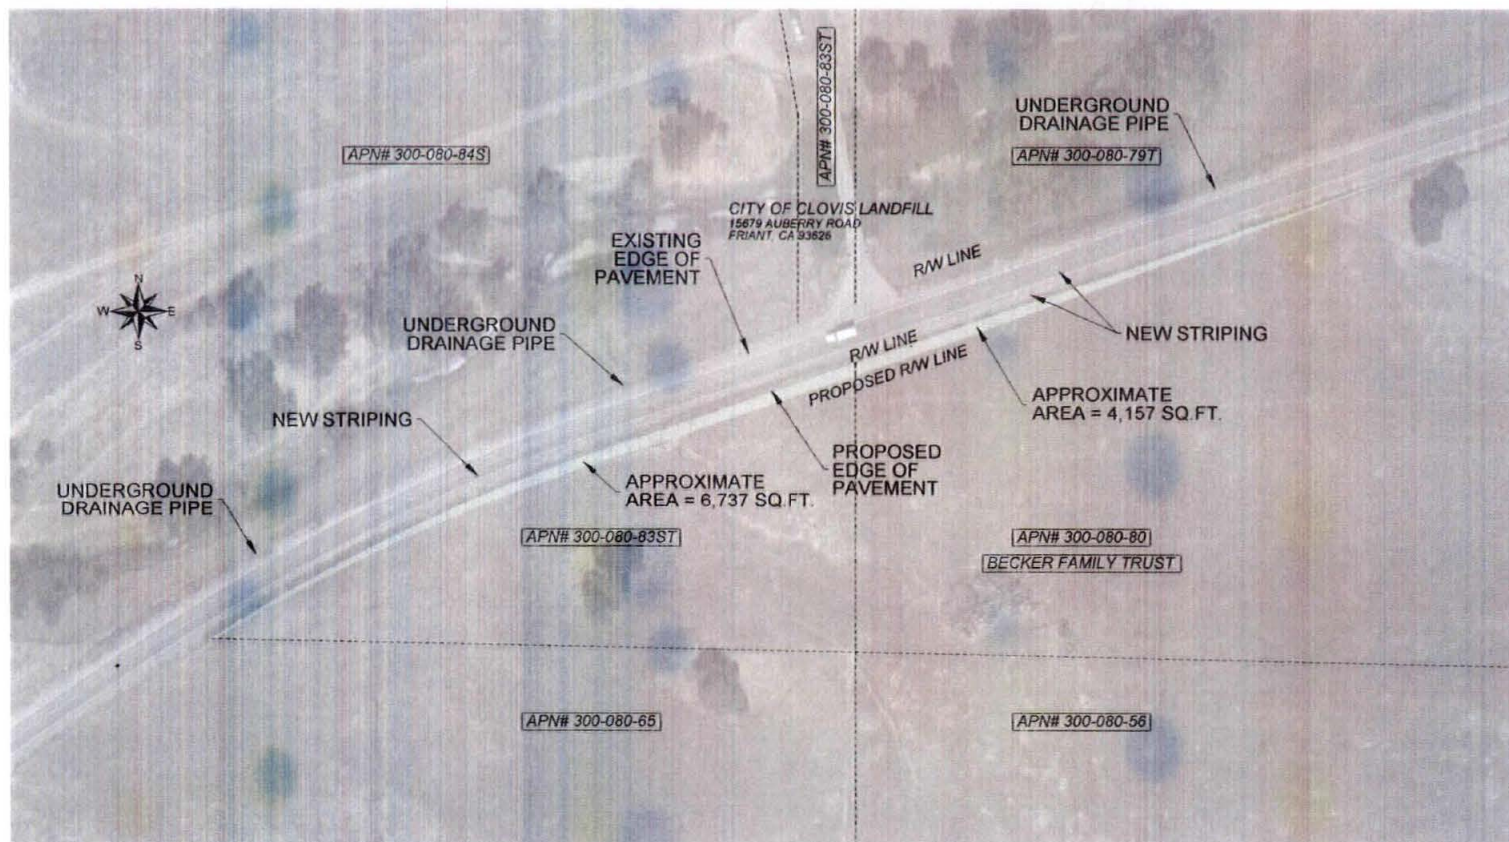 APN# 300-080-83ST
UNDERGROUND
DRAINAGE PIPE
APN# 300-080-84S
APN# 300-080-79T
CITY OF CLOVIS LANDFILL
15679 AUBERRY ROAD
FRIANT, CA 93626
EXISTING
EDGE OF
PAVEMENT
R/W LINE
N
W E
S
UNDERGROUND
DRAINAGE PIPE
NEW STRIPING
R/W LINE
PROPOSED R/W LINE
APPROXIMATE
AREA = 4,157 SQ.FT.
NEW STRIPING
PROPOSED
EDGE OF
PAVEMENT
APPROXIMATE
AREA = 6,737 SQ.FT.
UNDERGROUND
DRAINAGE PIPE
APN# 300-080-83ST
APN# 300-080-80
BECKER FAMILY TRUST
APN# 300-080-65
APN# 300-080-56